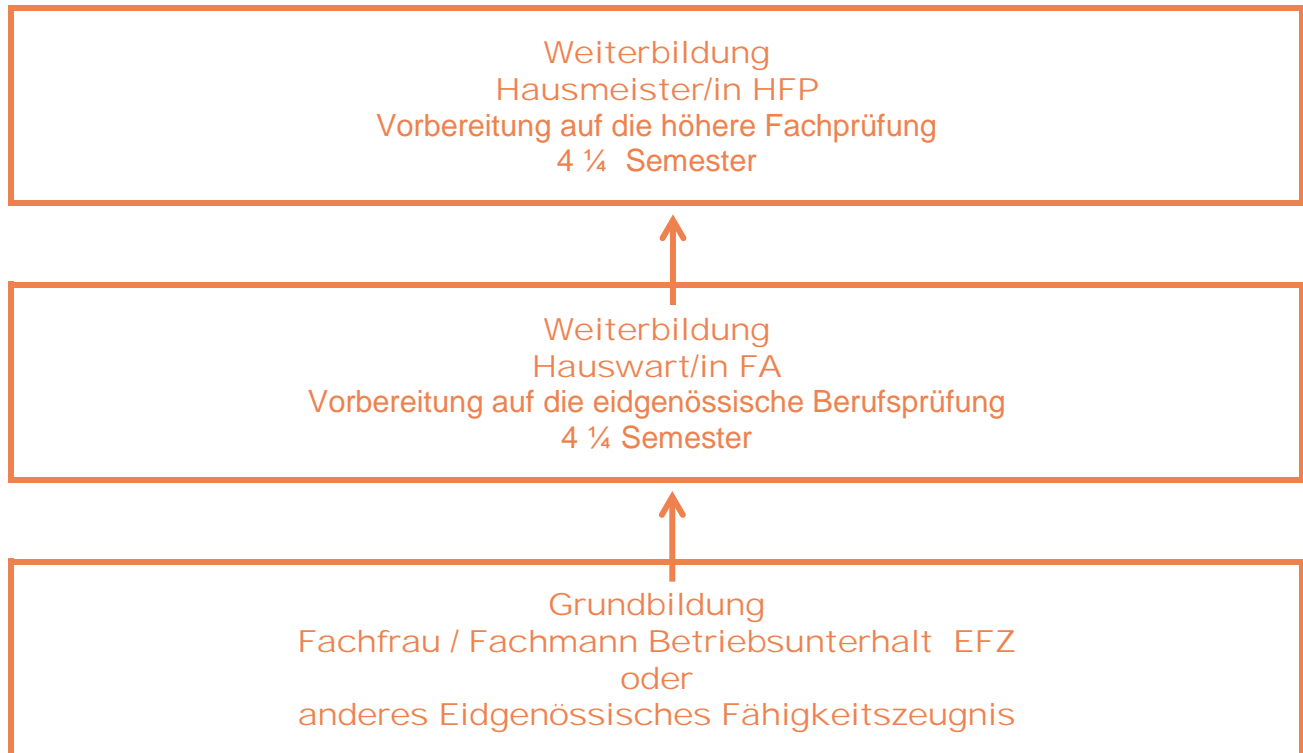 Weiterbildung
Hausmeister/in HFP
Vorbereitung auf die höhere Fachprüfung
4 ¼ Semester
Weiterbildung
Hauswart/in FA
Vorbereitung auf die eidgenössische Berufsprüfung
4 ¼ Semester
Grundbildung
Fachfrau / Fachmann Betriebsunterhalt EFZ
oder
anderes Eidgenössisches Fähigkeitszeugnis